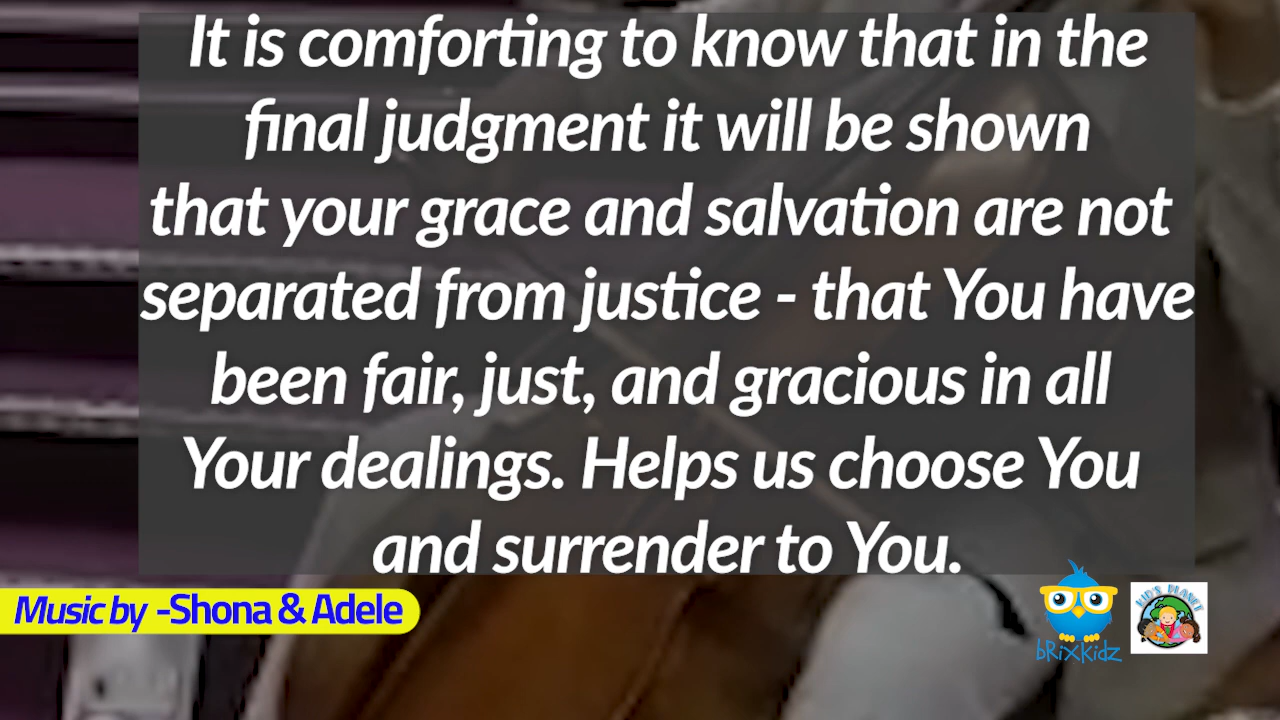 It is comforting to know that in the
final judgment it will be shown
that your grace and salvation are not
separated from justice - that You have
been fair, just, and gracious in all
Your dealings. Helps us choose You
and surrender to You.
Music by -Shona & Adele
bRiXKidz
KID'S PLANET